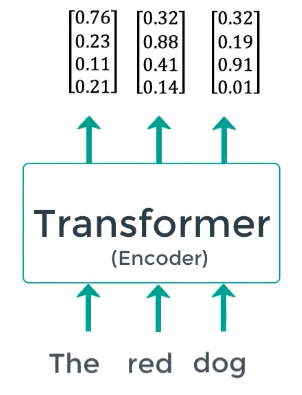 [0.76] [0.32] [0.32]
0.23 0.88 0.19
0.11 0.41 0.91
[0.21] [0.14] [0.01]
Transformer
(Encoder)
The red dog